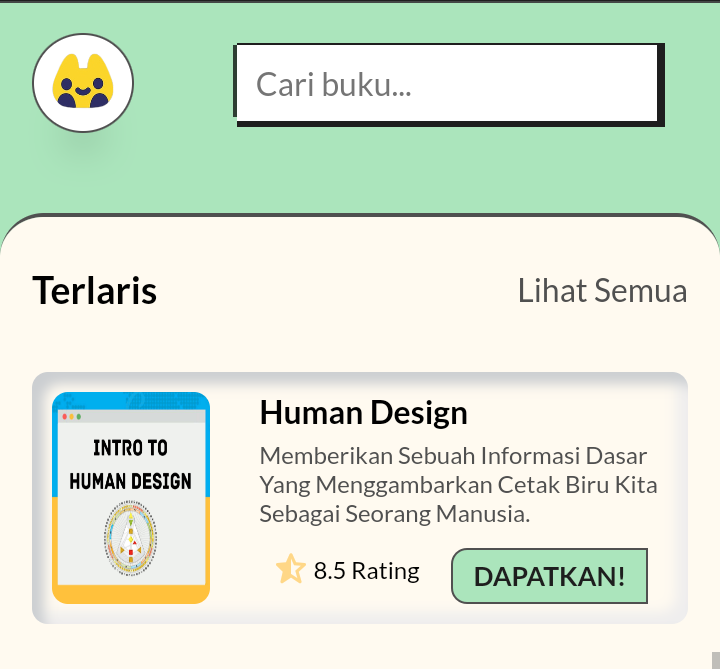 Cari buku...
Terlaris
Lihat Semua
INTRO TO
HUMAN DESIGN
Human Design
Memberikan Sebuah Informasi Dasar
Yang Menggambarkan Cetak Biru Kita
Sebagai Seorang Manusia.
8.5 Rating
DAPATKAN!